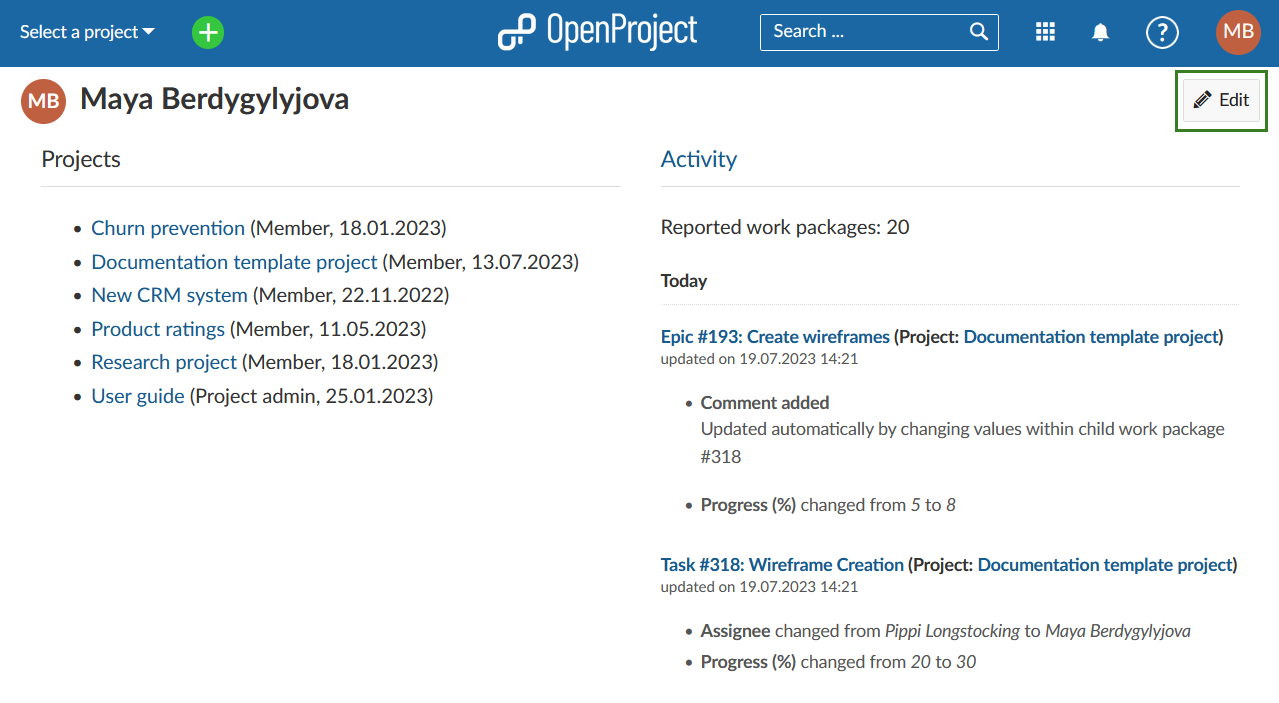 Select a project
OpenProject
Search ...
?
MB
MB
Maya Berdygylyjova
Edit
Projects
Churn prevention (Member, 18.01.2023)
Documentation template project (Member, 13.07.2023)
New CRM system (Member, 22.11.2022)
Product ratings (Member, 11.05.2023)
Research project (Member, 18.01.2023)
User guide (Project admin, 25.01.2023)
Activity
Reported work packages: 20
Today
Epic #193: Create wireframes (Project: Documentation template project)
updated on 19.07.2023 14:21
Comment added
Updated automatically by changing values within child work package
#318
Progress (%) changed from 5 to 8
Task #318: Wireframe Creation (Project: Documentation template project)
updated on 19.07.2023 14:21
Assignee changed from Pippi Longstocking to Maya Berdygylyjova
Progress (%) changed from 20 to 30